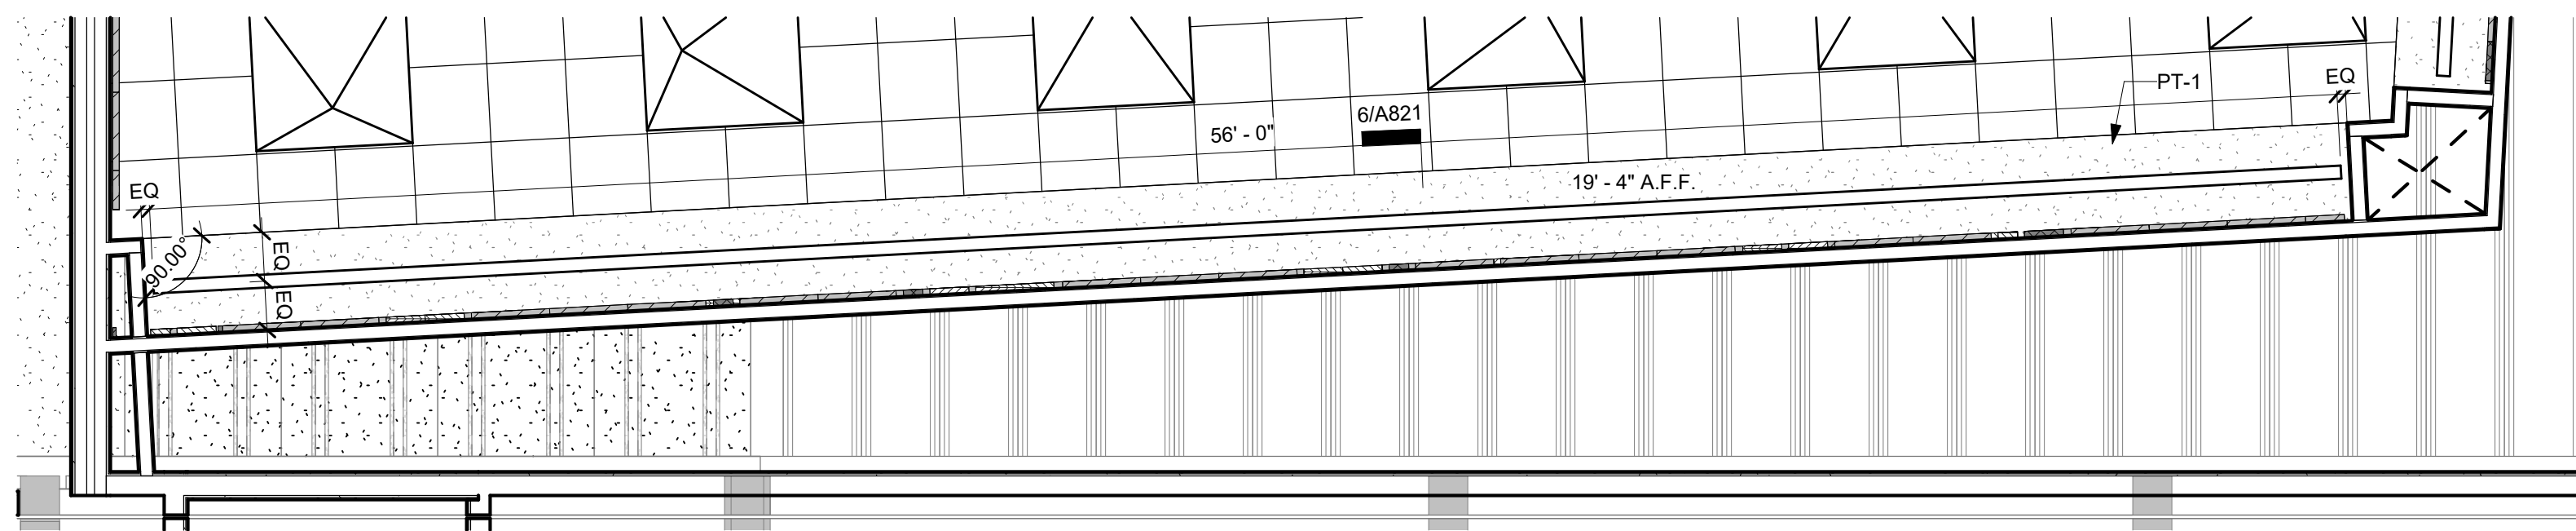 EQ
PT-1
6/A821
56' - 0"
19' - 4" A.F.F.
EQ
90.00°
EQ
EQ